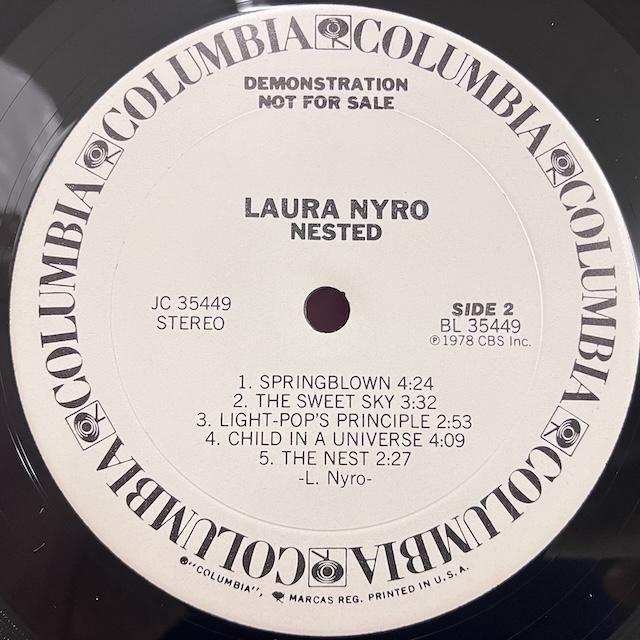 COLUMBIA COLUMBIA COLUMBIA COLUMBIA COLUMBIA COLUMBIA COLUMBIA COLUMBIA
DEMONSTRATION
NOT FOR SALE
LAURA NYRO
NESTED
JC 35449
STEREO
SIDE 2
BL 35449
℗ 1978 CBS Inc.
1. SPRINGBLOWN 4:24
2. THE SWEET SKY 3:32
3. LIGHT-POP'S PRINCIPLE 2:53
4. CHILD IN A UNIVERSE 4:09
5. THE NEST 2:27
-L. Nyro-
"COLUMBIA", MARCAS REG. PRINTED IN U.S.A.